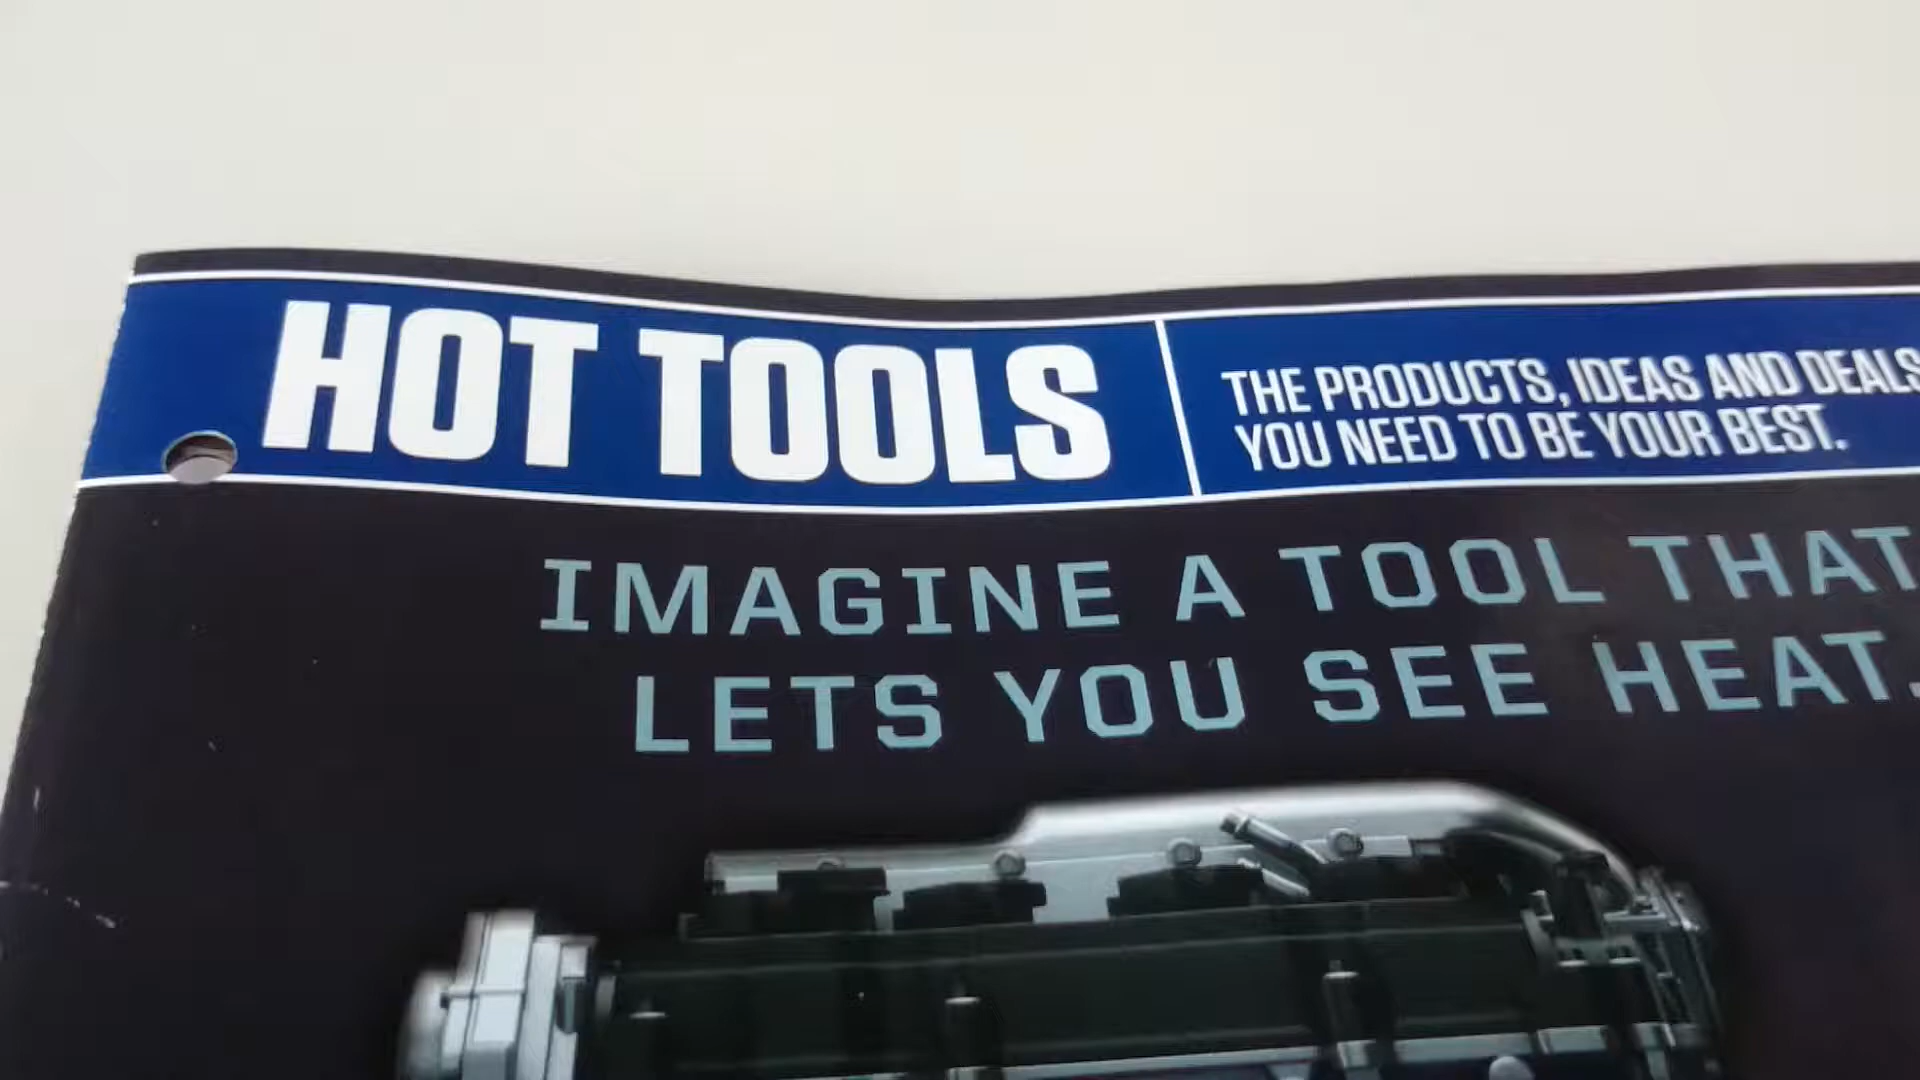 HOT TOOLS
THE PRODUCTS, IDEAS AND DEALS
YOU NEED TO BE YOUR BEST.
IMAGINE A TOOL THAT
LETS YOU SEE HEAT.